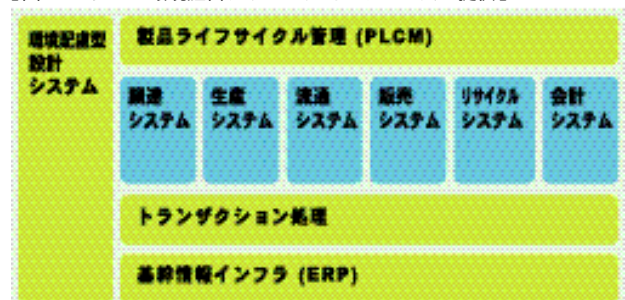 環境配慮型
設計
システム
製品ライフサイクル管理 (PLCM)
調達
システム
生産
システム
流通
システム
販売
システム
リサイクル
システム
会計
システム
トランザクション処理
基幹情報インフラ (ERP)